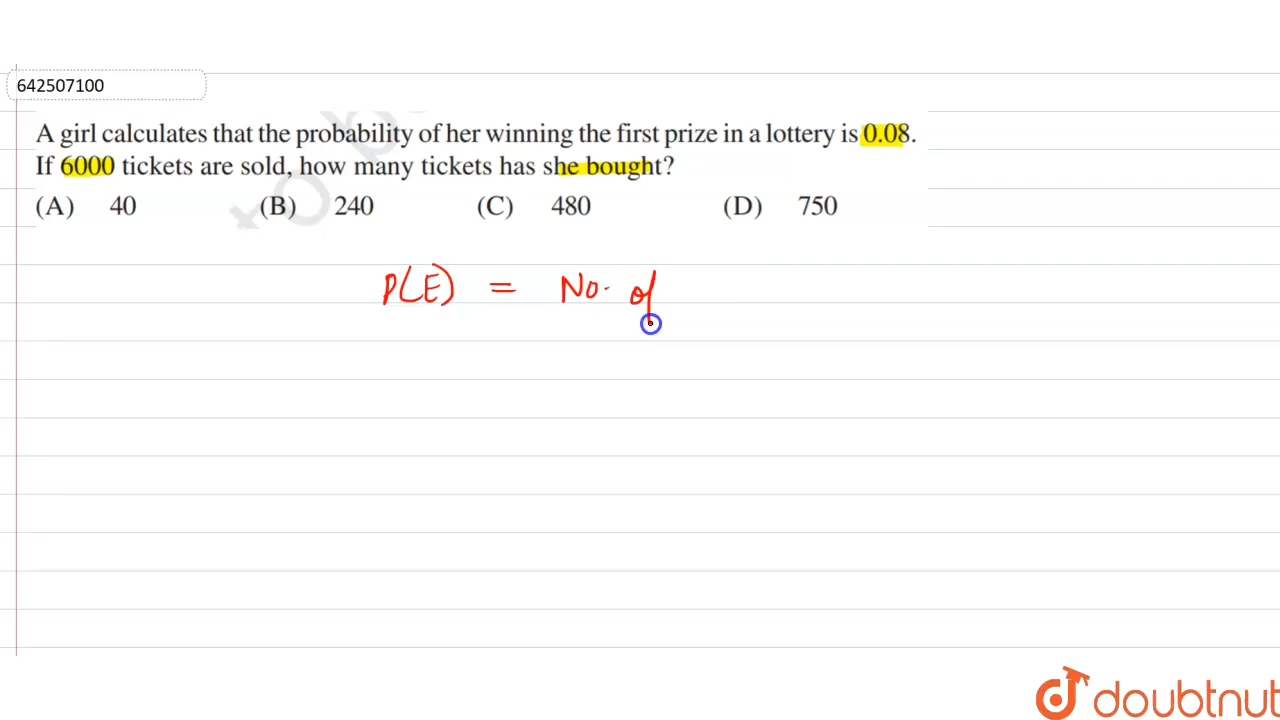 642507100
A girl calculates that the probability of her winning the first prize in a lottery is 0.08.
If 6000 tickets are sold, how many tickets has she bought?
(A) 40 (B) 240 (C) 480 (D) 750
P(E) = No. of
doubtnut